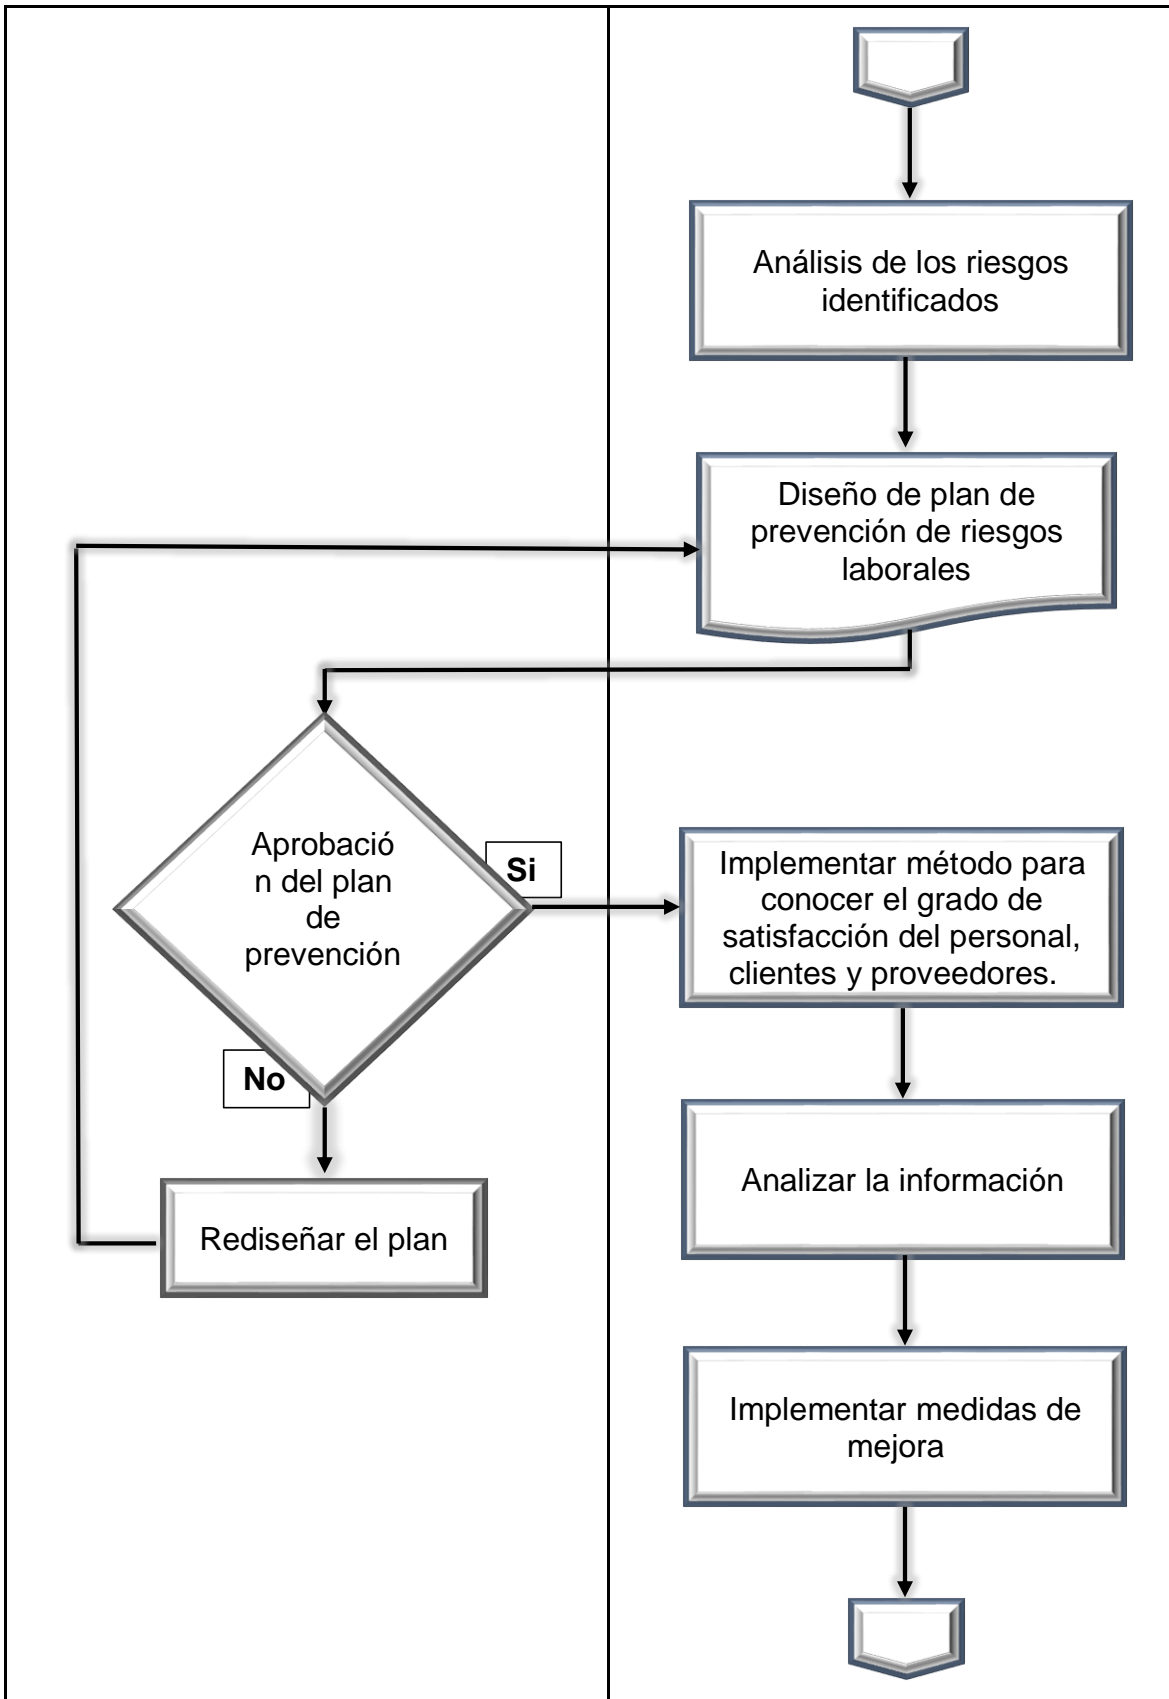 Análisis de los riesgos
identificados
Diseño de plan de
prevención de riesgos
laborales
Aprobació
n del plan
de
prevención
Si
Implementar método para
conocer el grado de
satisfacción del personal,
clientes y proveedores.
No
Analizar la información
Rediseñar el plan
Implementar medidas de
mejora